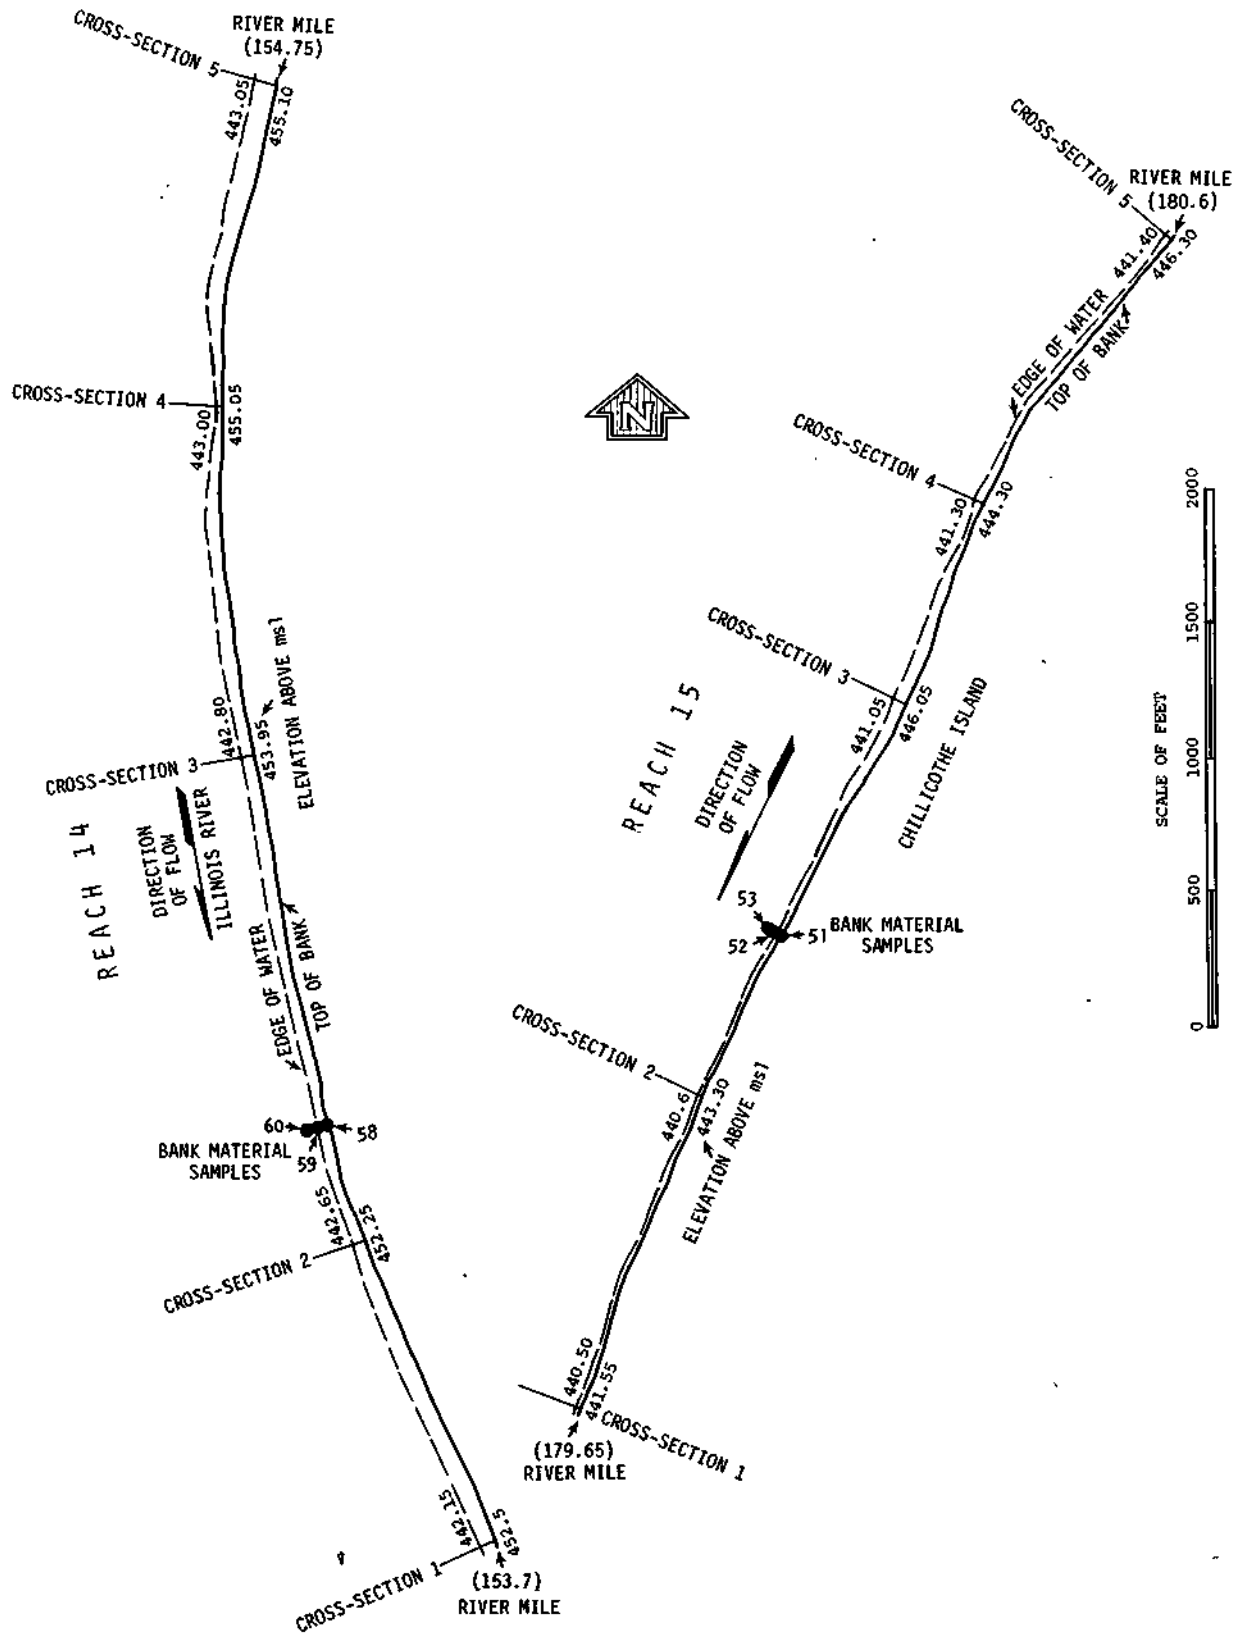 CROSS-SECTION 5
RIVER MILE
(154.75)
443.05
455.10
CROSS-SECTION 4
443.00
455.05
442.80
453.95
ELEVATION ABOVE msl
CROSS-SECTION 3
REACH 14
DIRECTION
OF FLOW
ILLINOIS RIVER
EDGE OF WATER
TOP OF BANK
60
58
59
BANK MATERIAL
SAMPLES
442.65
452.25
CROSS-SECTION 2
442.15
452.5
CROSS-SECTION 1
(153.7)
RIVER MILE
N
CROSS-SECTION 5
RIVER MILE
(180.6)
441.40
446.30
EDGE OF WATER
TOP OF BANK
CROSS-SECTION 4
441.30
444.30
CROSS-SECTION 3
441.05
446.05
REACH 15
DIRECTION
OF FLOW
CHILLICOTHE ISLAND
53
52
51
BANK MATERIAL
SAMPLES
CROSS-SECTION 2
440.6
443.30
ELEVATION ABOVE msl
440.50
441.55
CROSS-SECTION 1
(179.65)
RIVER MILE
SCALE OF FEET
0
500
1000
1500
2000